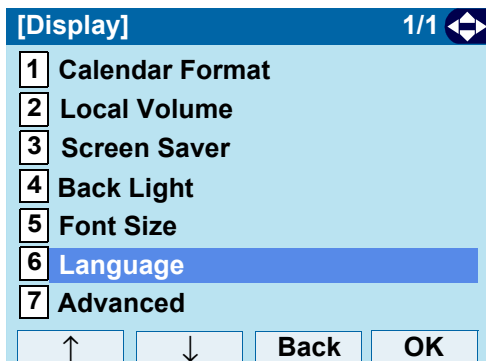 [Display] 1/1
1 Calendar Format
2 Local Volume
3 Screen Saver
4 Back Light
5 Font Size
6 Language
7 Advanced
↑ ↓ Back OK